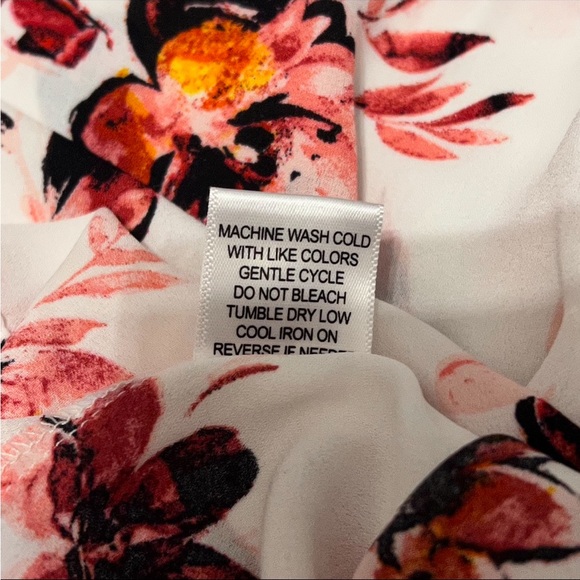 MACHINE WASH COLD
WITH LIKE COLORS
GENTLE CYCLE
DO NOT BLEACH
TUMBLE DRY LOW
COOL IRON ON
REVERSE IF NEEDED